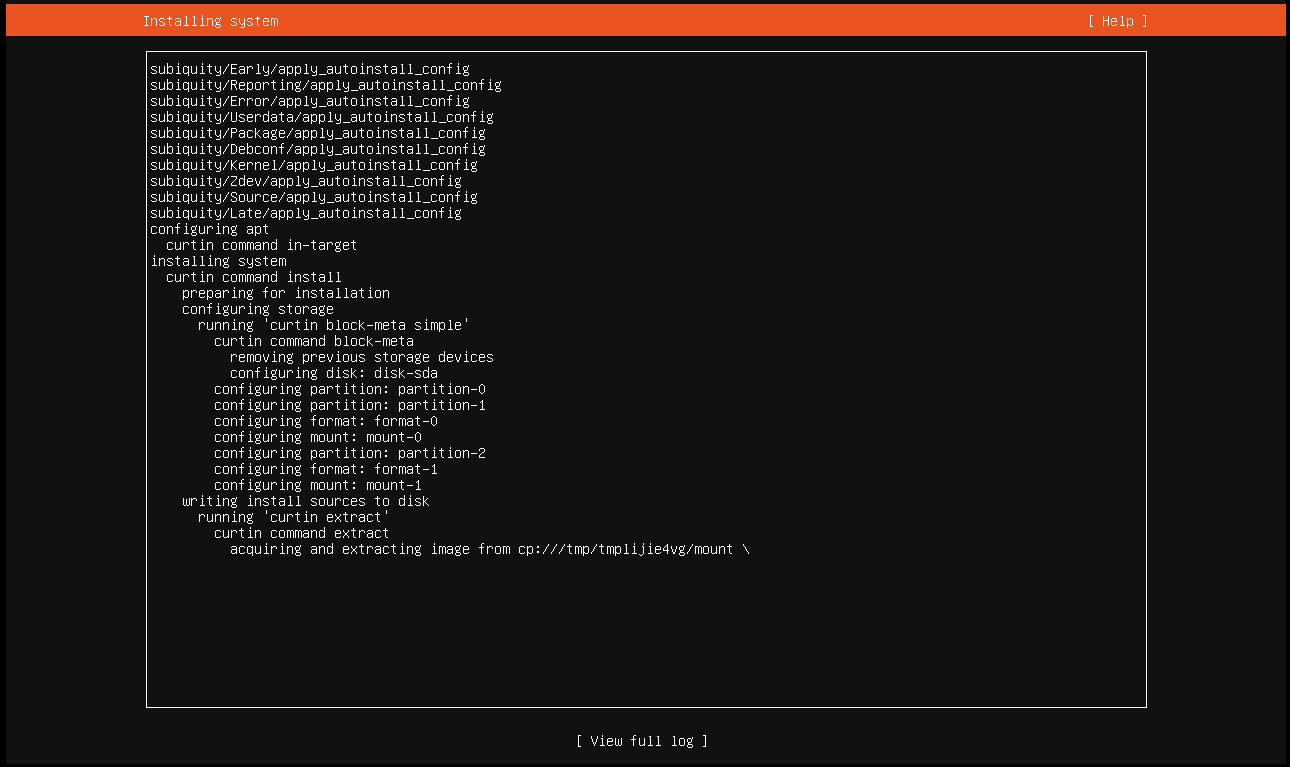 Installing system [ Help ]
subiquity/Early/apply_autoinstall_config
subiquity/Reporting/apply_autoinstall_config
subiquity/Error/apply_autoinstall_config
subiquity/Userdata/apply_autoinstall_config
subiquity/Package/apply_autoinstall_config
subiquity/Debconf/apply_autoinstall_config
subiquity/Kernel/apply_autoinstall_config
subiquity/Zdev/apply_autoinstall_config
subiquity/Source/apply_autoinstall_config
subiquity/Late/apply_autoinstall_config
configuring apt
  curtin command in-target
installing system
  curtin command install
    preparing for installation
    configuring storage
      running 'curtin block-meta simple'
        curtin command block-meta
          removing previous storage devices
          configuring disk: disk-sda
        configuring partition: partition-0
        configuring partition: partition-1
        configuring format: format-0
        configuring mount: mount-0
        configuring partition: partition-2
        configuring format: format-1
        configuring mount: mount-1
    writing install sources to disk
      running 'curtin extract'
        curtin command extract
          acquiring and extracting image from cp:///tmp/tmplijie4vg/mount \
[ View full log ]